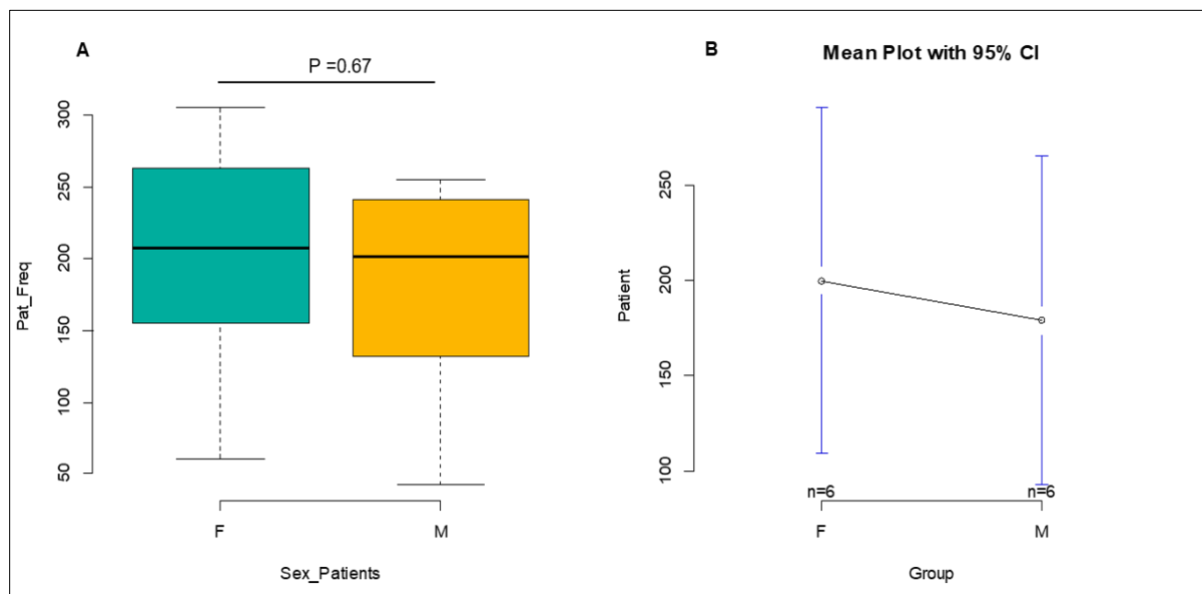 A
P =0.67
300
250
200
150
100
50
Pat_Freq
F
M
Sex_Patients
B
Mean Plot with 95% CI
250
200
150
100
Patient
n=6
n=6
F
M
Group